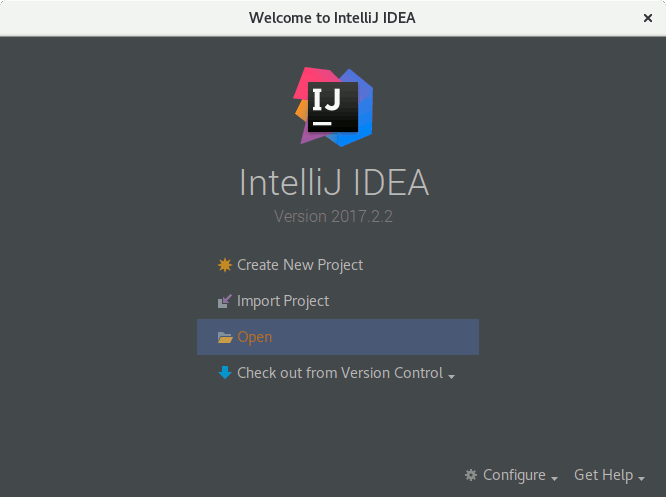 Welcome to IntelliJ IDEA
IJ
IntelliJ IDEA
Version 2017.2.2
Create New Project
Import Project
Open
Check out from Version Control
Configure
Get Help